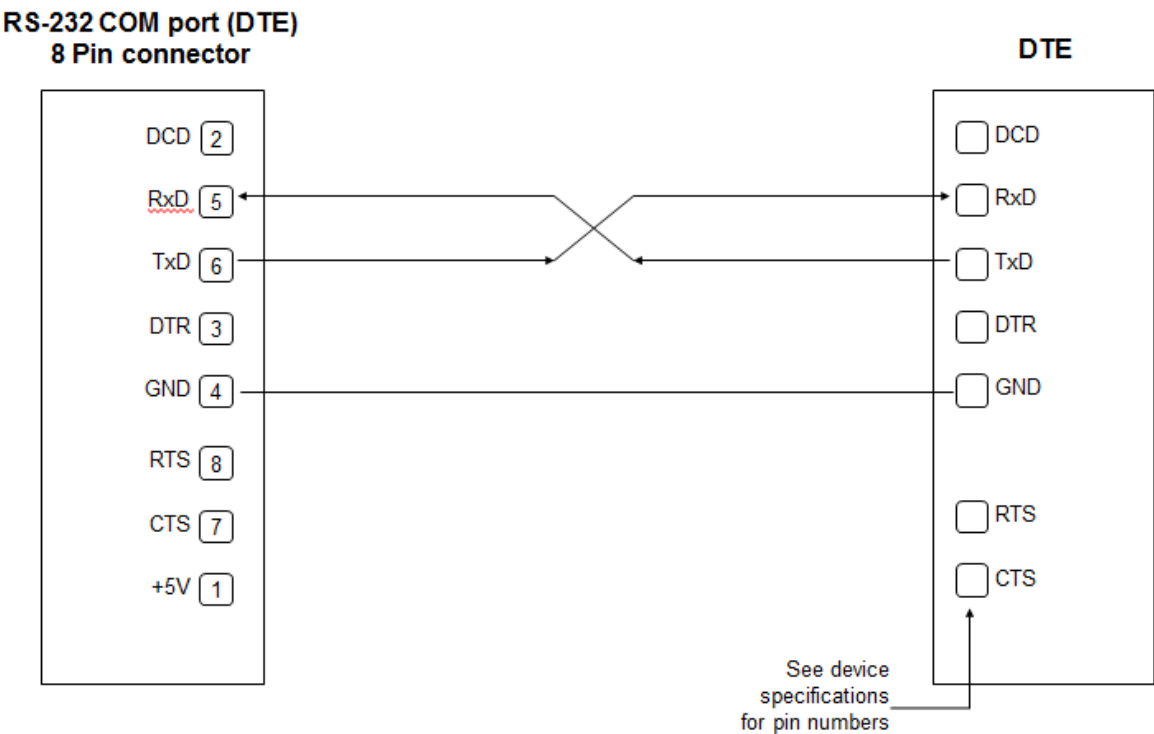 RS-232 COM port (DTE)
8 Pin connector
DTE
DCD 2
RxD 5
TxD 6
DTR 3
GND 4
RTS 8
CTS 7
+5V 1
DCD
RxD
TxD
DTR
GND
RTS
CTS
See device
specifications
for pin numbers